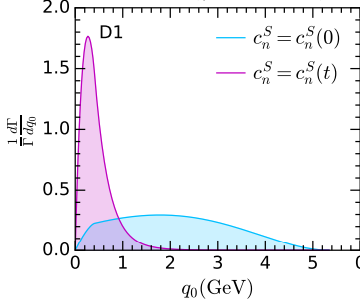 2.0
D1
c_n^S = c_n^S(0)
c_n^S = c_n^S(t)
1.5
1.0
0.5
0.0
1/Γ dΓ/dq_0
0 1 2 3 4 5 6
q_0(GeV)